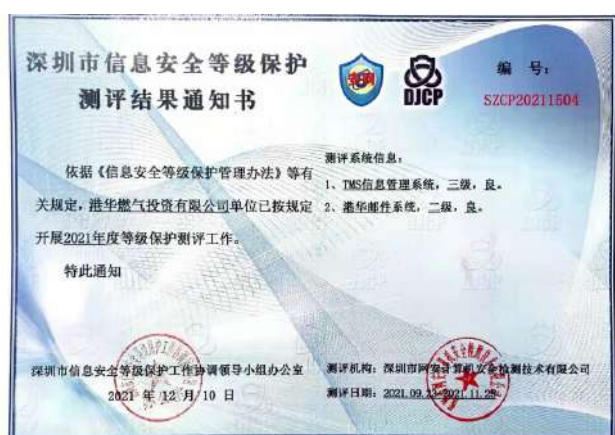 深圳市信息安全等级保护
测评结果通知书
DJCP
编 号:
SZCP20211504
依据《信息安全等级保护管理办法》等有
关规定，港华燃气投资有限公司单位已按规定
开展2021年度等级保护测评工作。
特此通知
测评系统信息：
1、TMS信息管理系统，三级，良。
2、港华邮件系统，二级，良。
深圳市信息安全等级保护工作协调领导小组办公室
2021 年 12 月 10 日
测评机构：深圳市网安计算机安全检测技术有限公司
测评日期：2021.09.23-2021.11.25